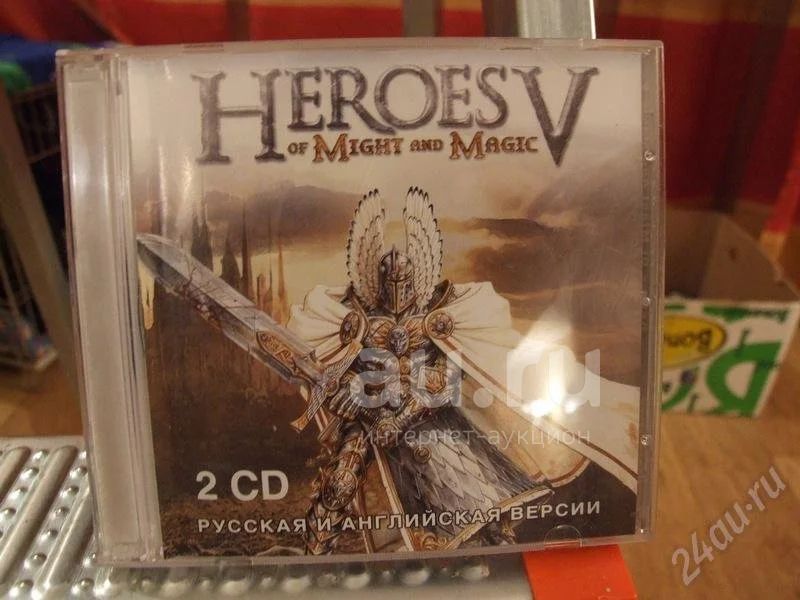 HEROES V
OF MIGHT AND MAGIC
au.ru
интернет-аукцион
2 CD
РУССКАЯ И АНГЛИЙСКАЯ ВЕРСИИ
24au.ru